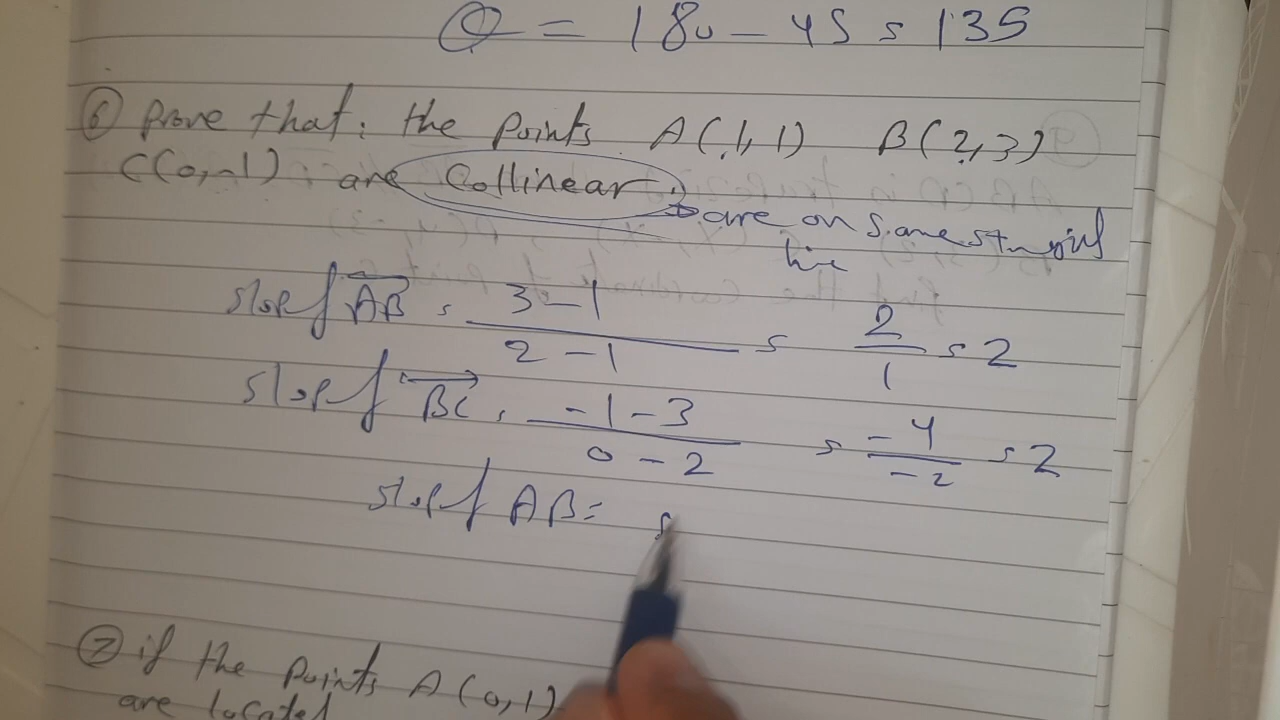 θ = 180 - 45 = 135
⑥ Prove that: the Points A(1,1) B(2,3)
C(0,-1) are Collinear.
are on same straight
line
slope of AB = 3-1 / 2-1 = 2/1 = 2
slope of BC = -1-3 / 0-2 = -4/-2 = 2
slope of AB = s
⑦ if the Points A(0,1)
are located